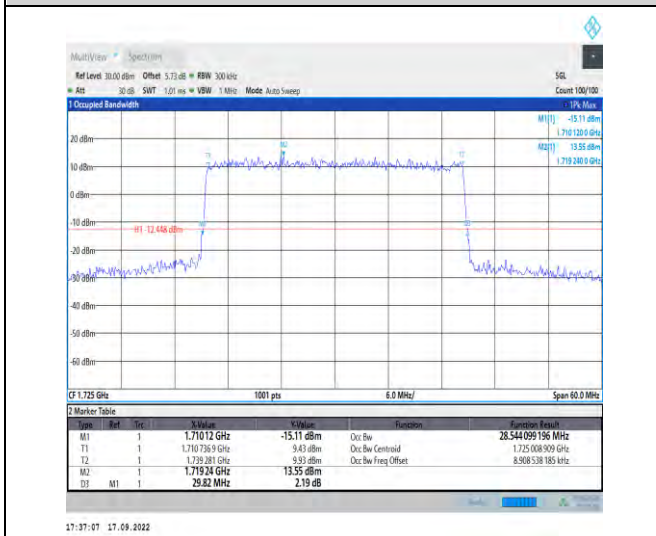 MultiView Spectrum
Ref Level 30.00 dBm Offset 5.73 dB RBW 300 kHz SGL
Att 30 dB SWT 1.01 ms VBW 1 MHz Mode Auto Sweep Count 100/100
1 Occupied Bandwidth 1Pk Max
M1[1] -15.11 dBm
1.710 120 0 GHz
M2[1] 13.55 dBm
1.719 240 0 GHz
20 dBm
10 dBm
0 dBm
-10 dBm
H1 -12.448 dBm
-20 dBm
-30 dBm
-40 dBm
-50 dBm
-60 dBm
T1
M2
T2
M1
D3
CF 1.725 GHz 1001 pts 6.0 MHz/ Span 60.0 MHz
2 Marker Table
Type Ref Trc X-Value Y-Value Function Function Result
M1 1 1.71012 GHz -15.11 dBm Occ Bw 28.544 099 196 MHz
T1 1 1.710 736 9 GHz 9.43 dBm Occ Bw Centroid 1.725 008 909 GHz
T2 1 1.739 281 GHz 9.93 dBm Occ Bw Freq Offset 8.908 538 185 kHz
M2 1 1.71924 GHz 13.55 dBm
D3 M1 1 29.82 MHz 2.19 dB
17:37:07 17.09.2022